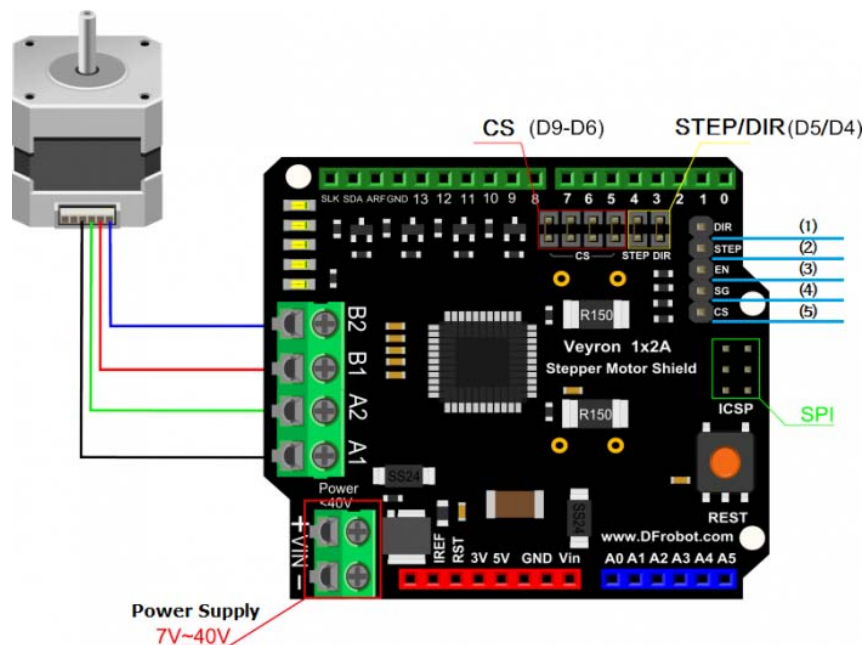 CS (D9-D6)
STEP/DIR(D5/D4)
SLK SDA ARF GND 13 12 11 10 9 8
7 6 5 4 3 2 1 0
CS
STEP DIR
DIR (1)
STEP (2)
EN (3)
SG (4)
CS (5)
R150
Veyron 1x2A
Stepper Motor Shield
R150
B2
B1
A2
A1
ICSP
SPI
Power
<40V
SS24
SS24
REST
+
VIN
-
IREF RST 3V 5V GND Vin
www.DFrobot.com
A0 A1 A2 A3 A4 A5
Power Supply
7V~40V